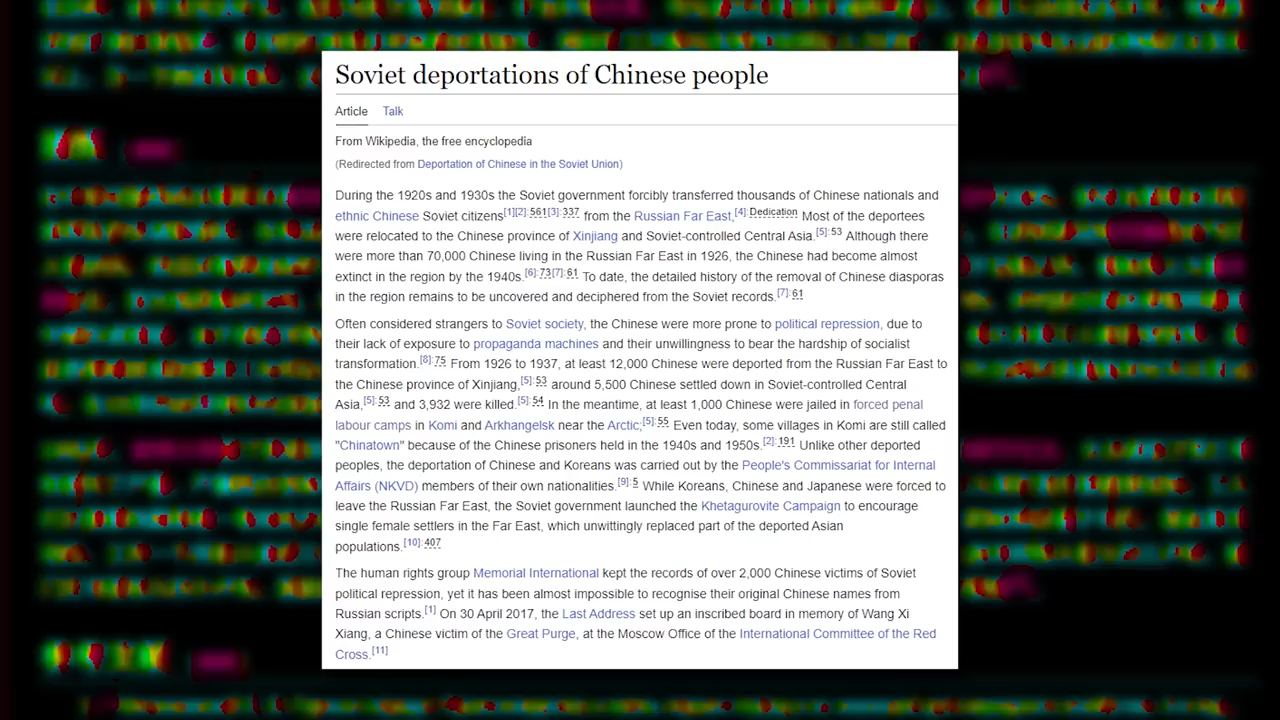 Soviet deportations of Chinese people
Article Talk
From Wikipedia, the free encyclopedia
(Redirected from Deportation of Chinese in the Soviet Union)
During the 1920s and 1930s the Soviet government forcibly transferred thousands of Chinese nationals and
ethnic Chinese Soviet citizens[1][2]: 561[3]: 337 from the Russian Far East,[4]: Dedication Most of the deportees
were relocated to the Chinese province of Xinjiang and Soviet-controlled Central Asia.[5]: 53 Although there
were more than 70,000 Chinese living in the Russian Far East in 1926, the Chinese had become almost
extinct in the region by the 1940s.[6]: 73[7]: 61 To date, the detailed history of the removal of Chinese diasporas
in the region remains to be uncovered and deciphered from the Soviet records.[7]: 61
Often considered strangers to Soviet society, the Chinese were more prone to political repression, due to
their lack of exposure to propaganda machines and their unwillingness to bear the hardship of socialist
transformation.[8]: 75 From 1926 to 1937, at least 12,000 Chinese were deported from the Russian Far East to
the Chinese province of Xinjiang,[5]: 53 around 5,500 Chinese settled down in Soviet-controlled Central
Asia,[5]: 53 and 3,932 were killed.[5]: 54 In the meantime, at least 1,000 Chinese were jailed in forced penal
labour camps in Komi and Arkhangelsk near the Arctic;[5]: 55 Even today, some villages in Komi are still called
"Chinatown" because of the Chinese prisoners held in the 1940s and 1950s.[2]: 191 Unlike other deported
peoples, the deportation of Chinese and Koreans was carried out by the People's Commissariat for Internal
Affairs (NKVD) members of their own nationalities.[9]: 5 While Koreans, Chinese and Japanese were forced to
leave the Russian Far East, the Soviet government launched the Khetagurovite Campaign to encourage
single female settlers in the Far East, which unwittingly replaced part of the deported Asian
populations.[10]: 407
The human rights group Memorial International kept the records of over 2,000 Chinese victims of Soviet
political repression, yet it has been almost impossible to recognise their original Chinese names from
Russian scripts.[1] On 30 April 2017, the Last Address set up an inscribed board in memory of Wang Xi
Xiang, a Chinese victim of the Great Purge, at the Moscow Office of the International Committee of the Red
Cross.[11]